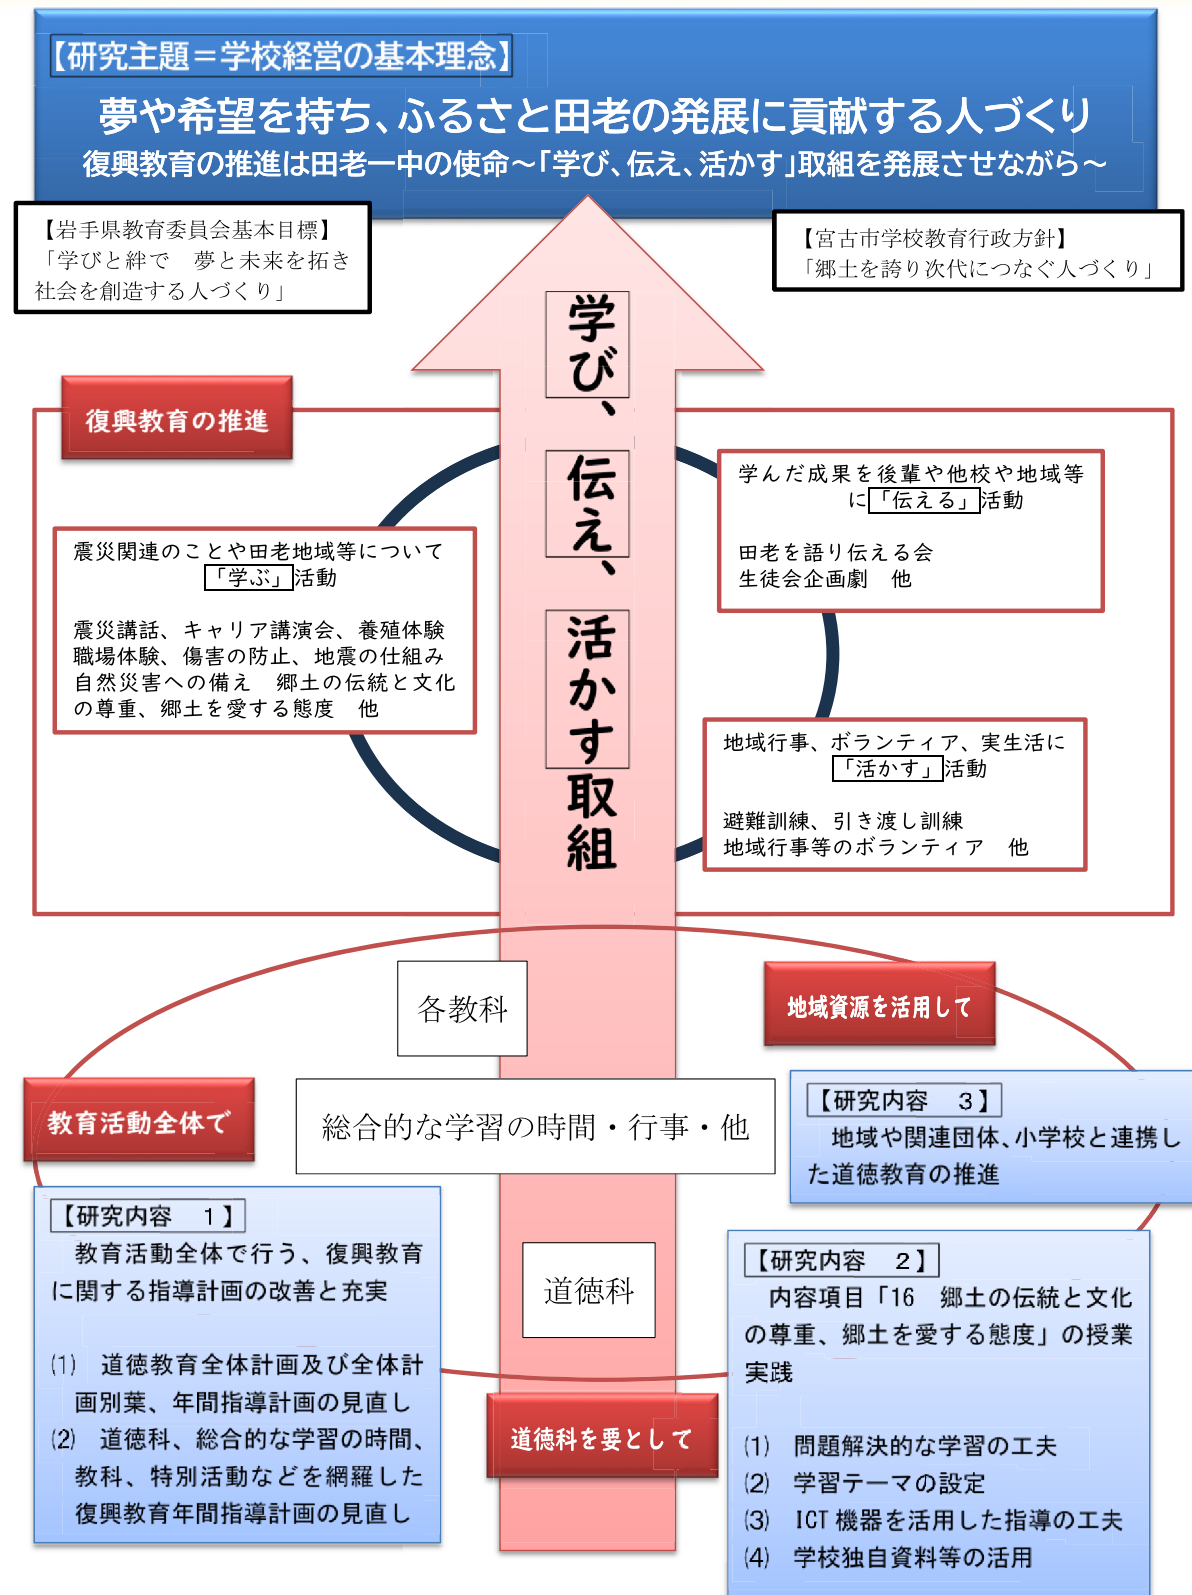 【研究主題＝学校経営の基本理念】
夢や希望を持ち、ふるさと田老の発展に貢献する人づくり
復興教育の推進は田老一中の使命～「学び、伝え、活かす」取組を発展させながら～
【岩手県教育委員会基本目標】
「学びと絆で　夢と未来を拓き
社会を創造する人づくり」
【宮古市学校教育行政方針】
「郷土を誇り次代につなぐ人づくり」
学び、伝え、活かす取組
復興教育の推進
震災関連のことや田老地域等について
「学ぶ」活動
震災講話、キャリア講演会、養殖体験
職場体験、傷害の防止、地震の仕組み
自然災害への備え　郷土の伝統と文化
の尊重、郷土を愛する態度　他
学んだ成果を後輩や他校や地域等
に「伝える」活動
田老を語り伝える会
生徒会企画劇　他
地域行事、ボランティア、実生活に
「活かす」活動
避難訓練、引き渡し訓練
地域行事等のボランティア　他
各教科
地域資源を活用して
教育活動全体で
総合的な学習の時間・行事・他
【研究内容　３】
地域や関連団体、小学校と連携し
た道徳教育の推進
【研究内容　１】
教育活動全体で行う、復興教育
に関する指導計画の改善と充実
⑴　道徳教育全体計画及び全体計
画別葉、年間指導計画の見直し
⑵　道徳科、総合的な学習の時間、
教科、特別活動などを網羅した
復興教育年間指導計画の見直し
道徳科
道徳科を要として
【研究内容　２】
内容項目「16　郷土の伝統と文化
の尊重、郷土を愛する態度」の授業
実践
⑴　問題解決的な学習の工夫
⑵　学習テーマの設定
⑶　ICT 機器を活用した指導の工夫
⑷　学校独自資料等の活用